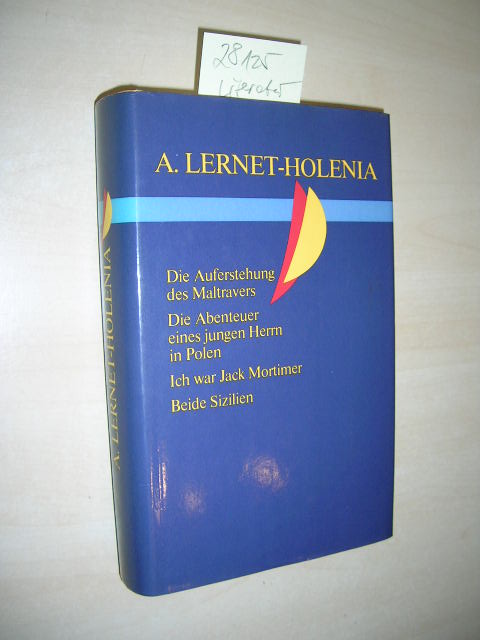 28125
Literatur
A. LERNET-HOLENIA
Die Auferstehung
des Maltravers
Die Abenteuer
eines jungen Herrn
in Polen
Ich war Jack Mortimer
Beide Sizilien
A. LERNET-HOLENIA